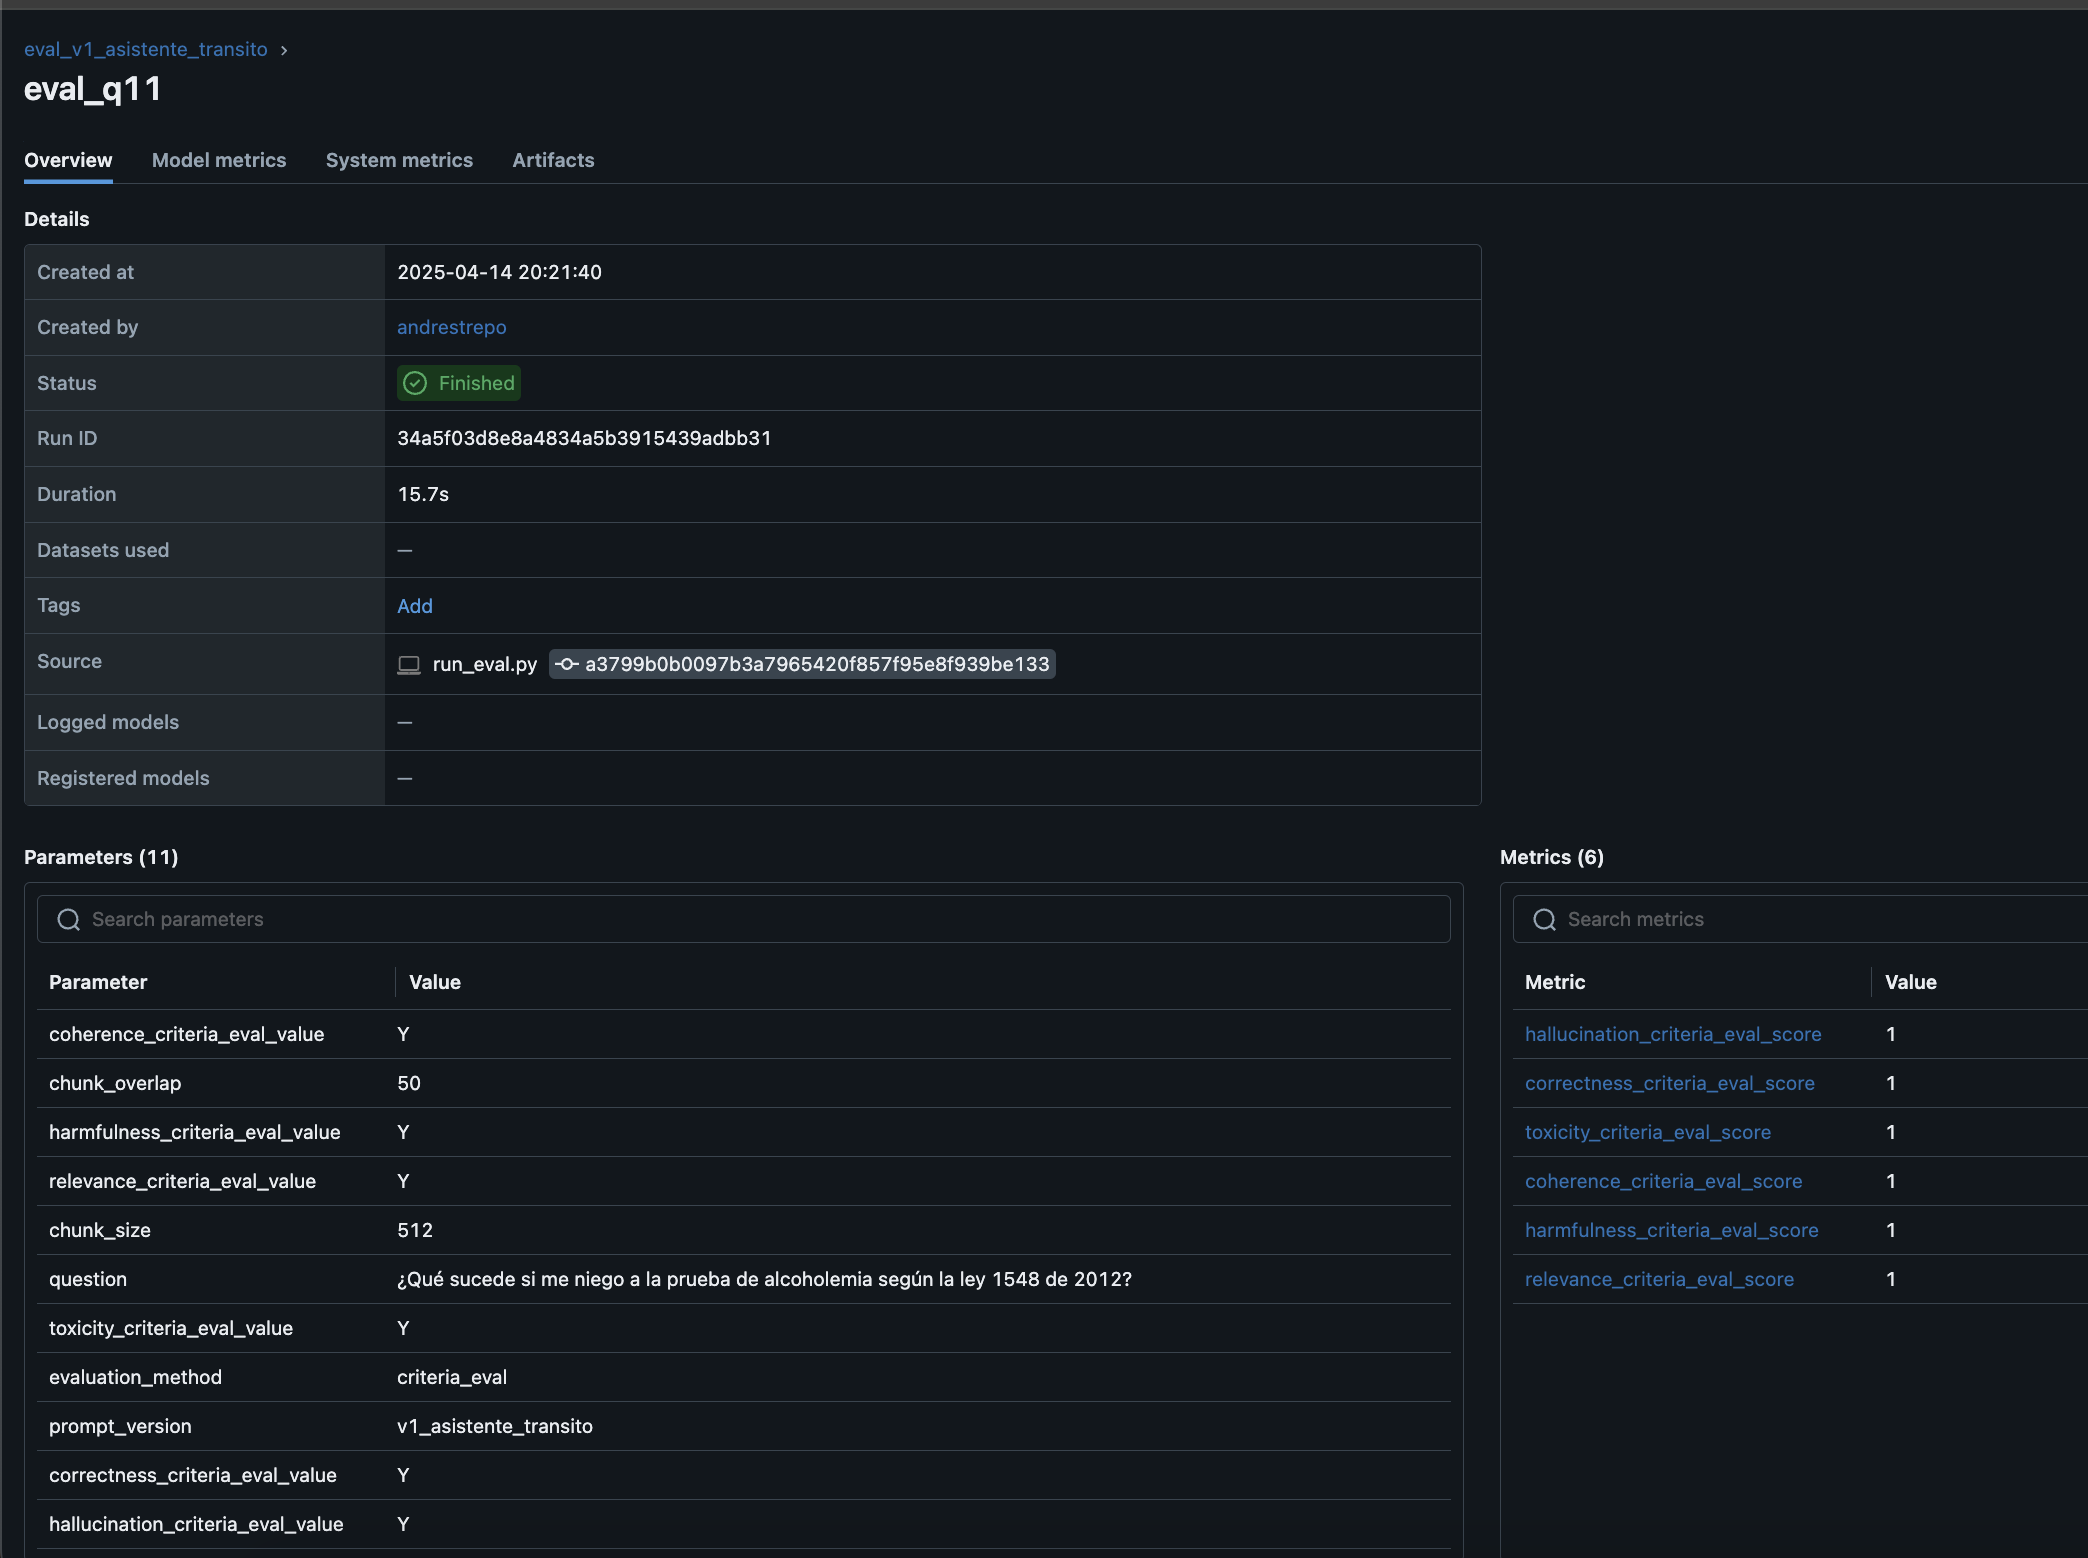 eval_v1_asistente_transito ›
eval_q11
Overview Model metrics System metrics Artifacts
Details
Created at 2025-04-14 20:21:40
Created by andrestrepo
Status Finished
Run ID 34a5f03d8e8a4834a5b3915439adbb31
Duration 15.7s
Datasets used —
Tags Add
Source run_eval.py a3799b0b0097b3a7965420f857f95e8f939be133
Logged models —
Registered models —
Parameters (11)
Search parameters
Parameter Value
coherence_criteria_eval_value Y
chunk_overlap 50
harmfulness_criteria_eval_value Y
relevance_criteria_eval_value Y
chunk_size 512
question ¿Qué sucede si me niego a la prueba de alcoholemia según la ley 1548 de 2012?
toxicity_criteria_eval_value Y
evaluation_method criteria_eval
prompt_version v1_asistente_transito
correctness_criteria_eval_value Y
hallucination_criteria_eval_value Y
Metrics (6)
Search metrics
Metric Value
hallucination_criteria_eval_score 1
correctness_criteria_eval_score 1
toxicity_criteria_eval_score 1
coherence_criteria_eval_score 1
harmfulness_criteria_eval_score 1
relevance_criteria_eval_score 1